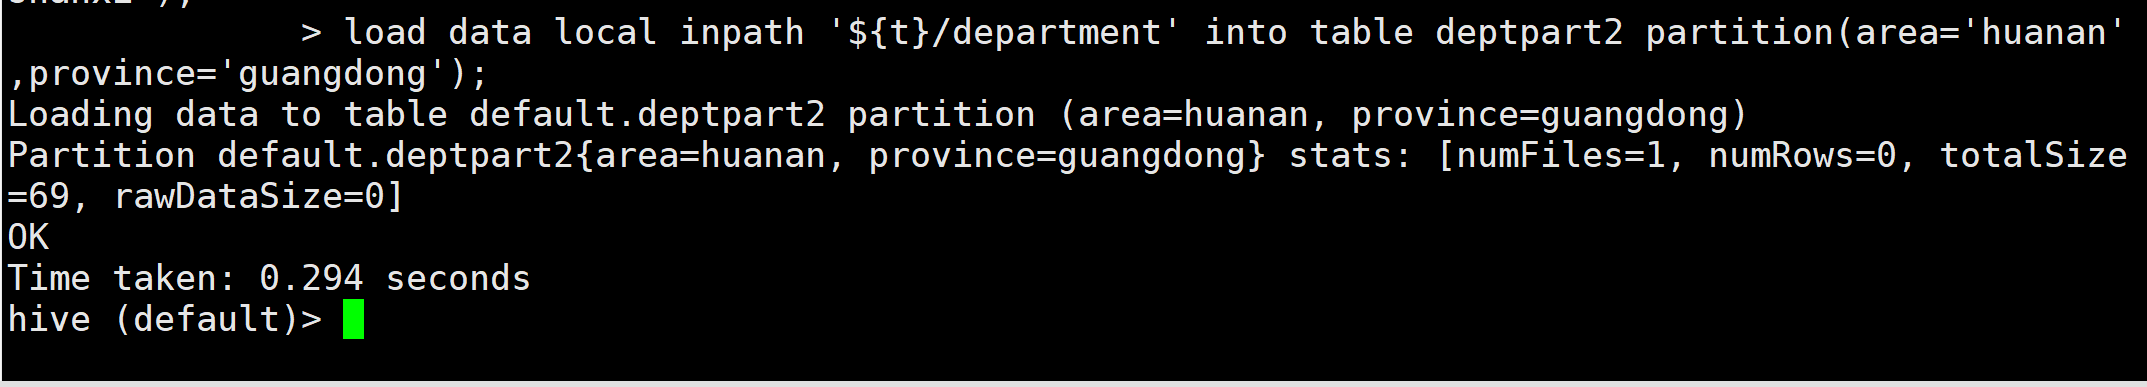 > load data local inpath '${t}/department' into table deptpart2 partition(area='huanan'
,province='guangdong');
Loading data to table default.deptpart2 partition (area=huanan, province=guangdong)
Partition default.deptpart2{area=huanan, province=guangdong} stats: [numFiles=1, numRows=0, totalSize
=69, rawDataSize=0]
OK
Time taken: 0.294 seconds
hive (default)>